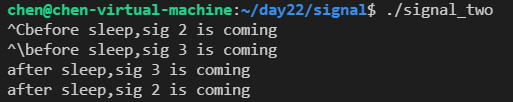 chen@chen-virtual-machine:~/day22/signal$ ./signal_two
^Cbefore sleep,sig 2 is coming
^\before sleep,sig 3 is coming
after sleep,sig 3 is coming
after sleep,sig 2 is coming